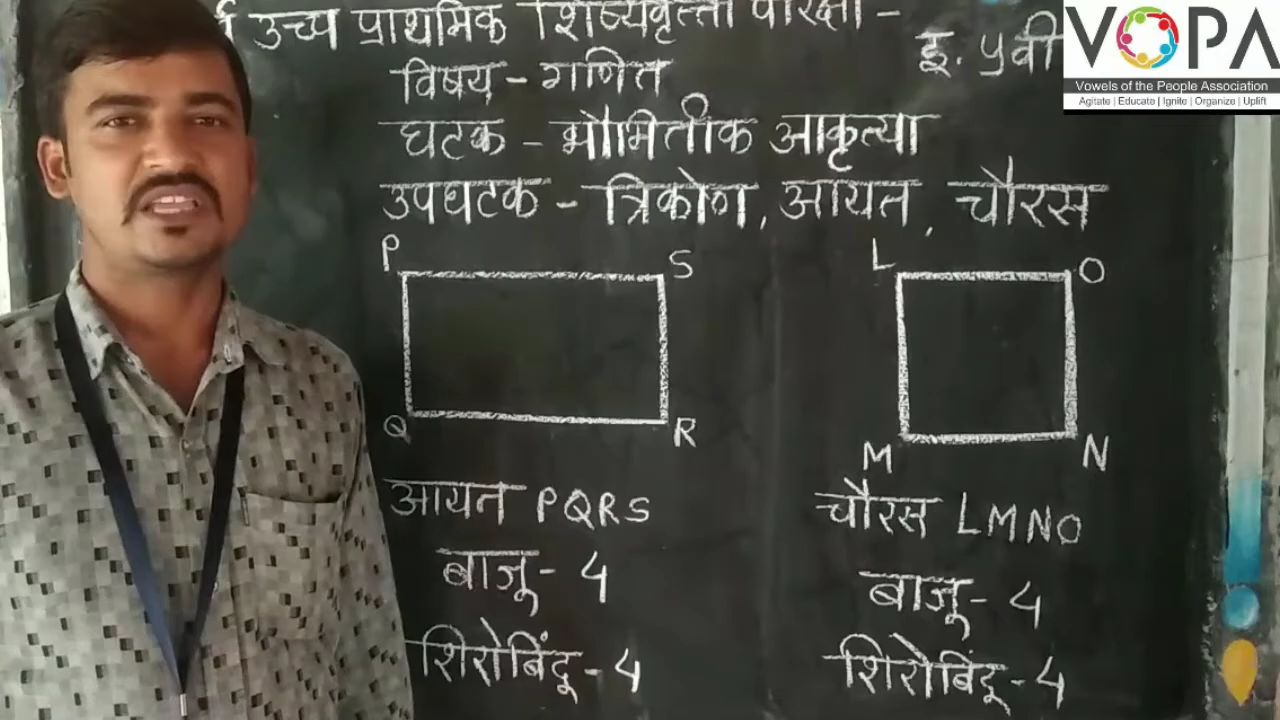 उच्च प्राथमिक शिष्यवृत्ती परिक्षा -
इ. ५वी
VOPA
Vowels of the People Association
Agitate | Educate | Ignite | Organize | Uplift
विषय - गणित
घटक - भौमितीक आकृत्या
उपघटक - त्रिकोण, आयत, चौरस
P S
Q R
L O
M N
आयत PQRS
बाजू - 4
शिरोबिंदू - 4
चौरस LMNO
बाजू - 4
शिरोबिंदू - 4